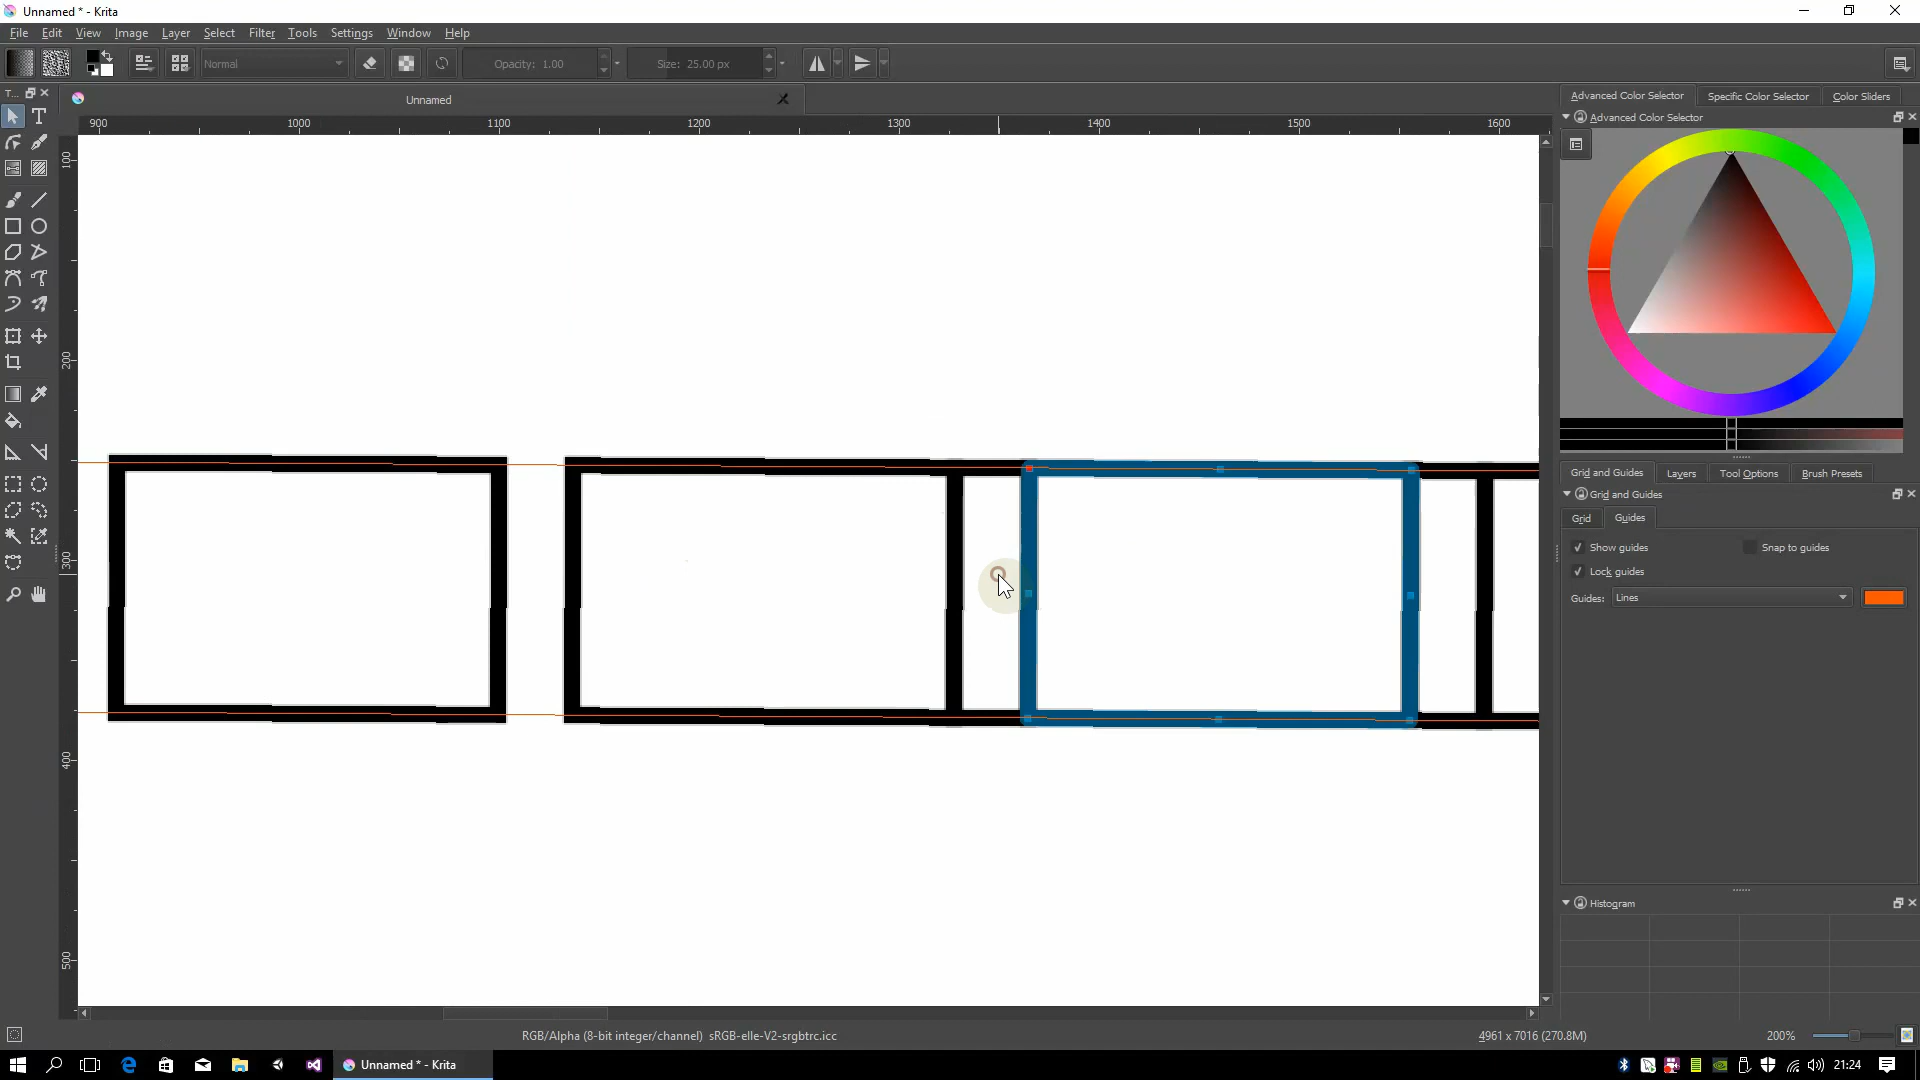 Unnamed * - Krita
File Edit View Image Layer Select Filter Tools Settings Window Help
Normal Opacity: 1.00 Size: 25.00 px
T...
Unnamed
Advanced Color Selector Specific Color Selector Color Sliders
Advanced Color Selector
900 1000 1100 1200 1300 1400 1500 1600
100
200
300
400
500
Grid and Guides Layers Tool Options Brush Presets
Grid and Guides
Grid Guides
Show guides Snap to guides
Lock guides
Guides: Lines
Histogram
RGB/Alpha (8-bit integer/channel) sRGB-elle-V2-srgbtrc.icc 4961 x 7016 (270.8M) 200%
Unnamed * - Krita 21:24